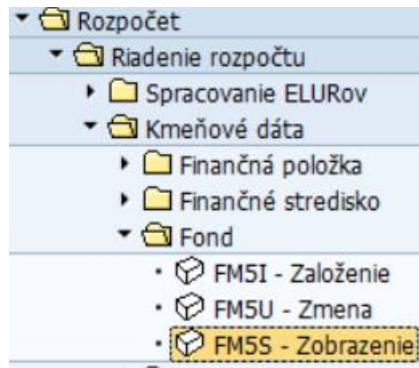 Rozpočet
Riadenie rozpočtu
Spracovanie ELURov
Kmeňové dáta
Finančná položka
Finančné stredisko
Fond
FM5I - Založenie
FM5U - Zmena
FM5S - Zobrazenie